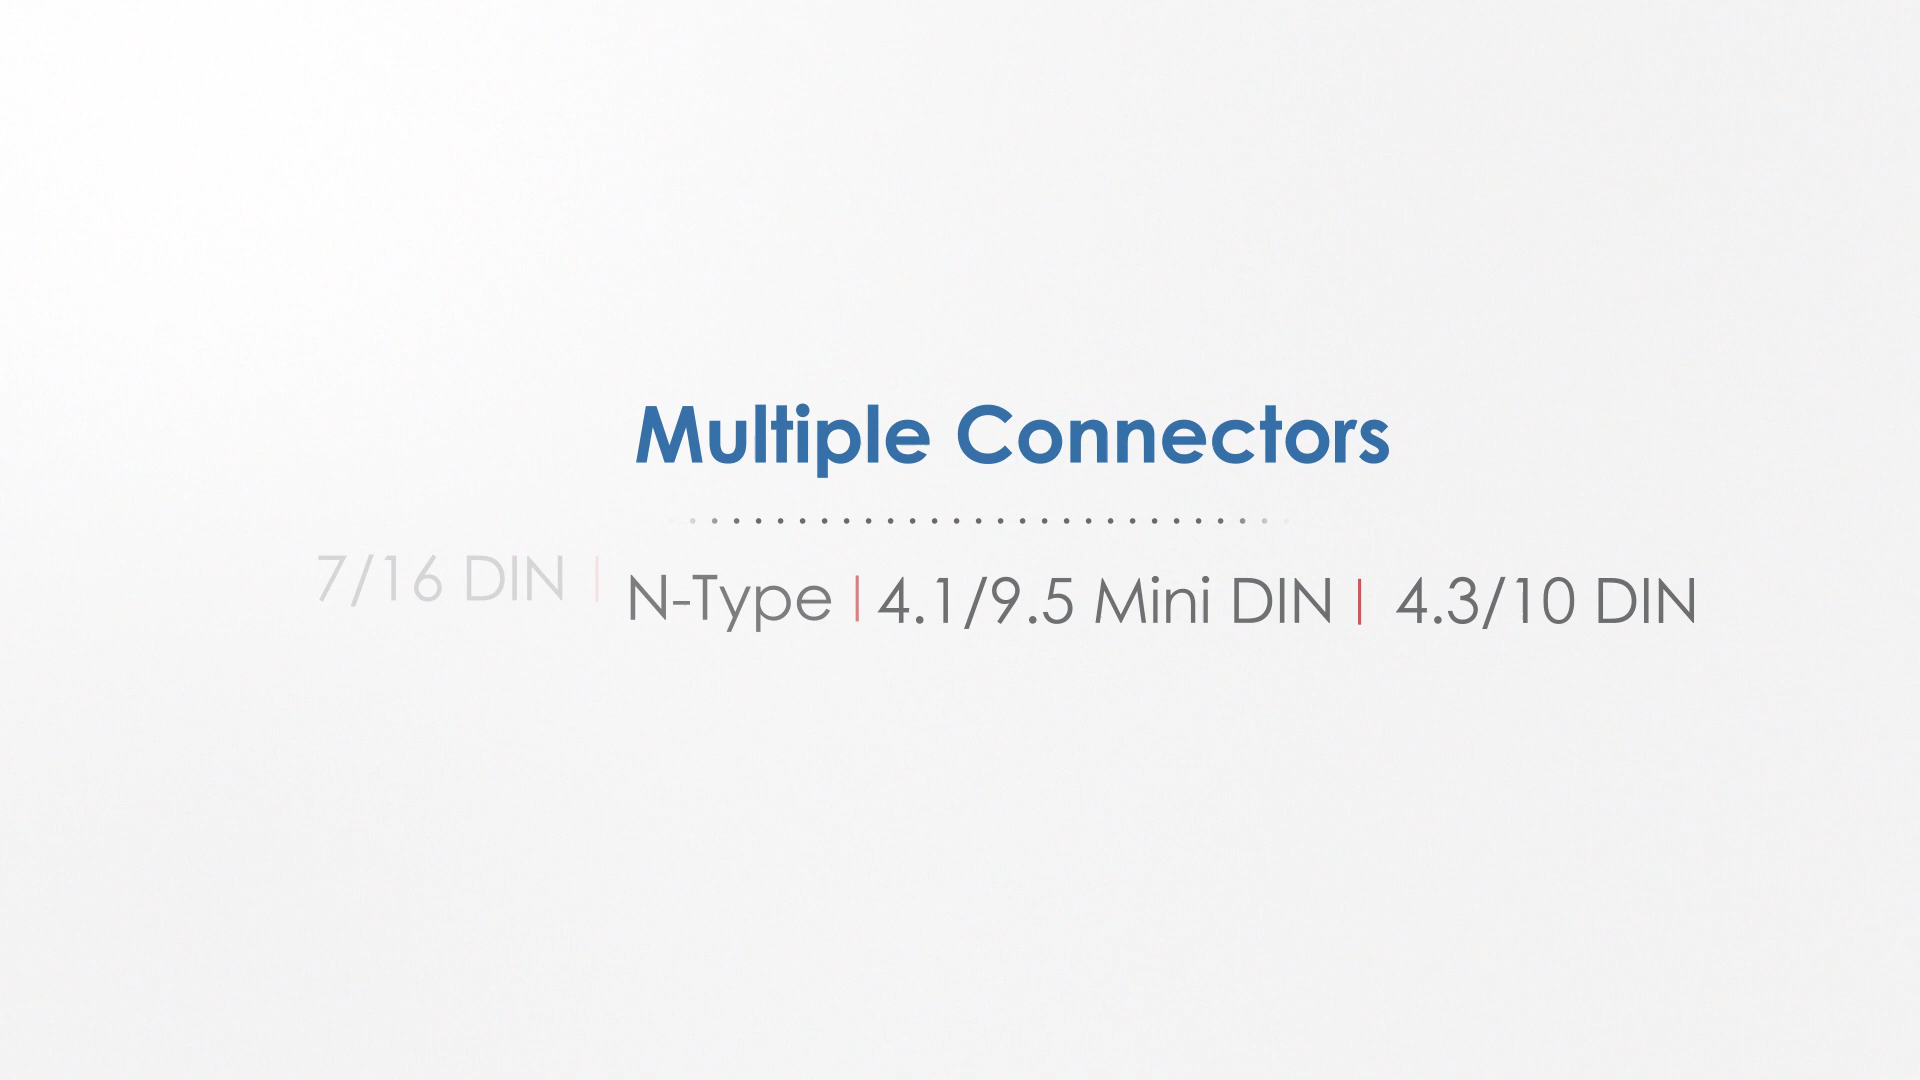 Multiple Connectors
7/16 DIN | N-Type | 4.1/9.5 Mini DIN | 4.3/10 DIN